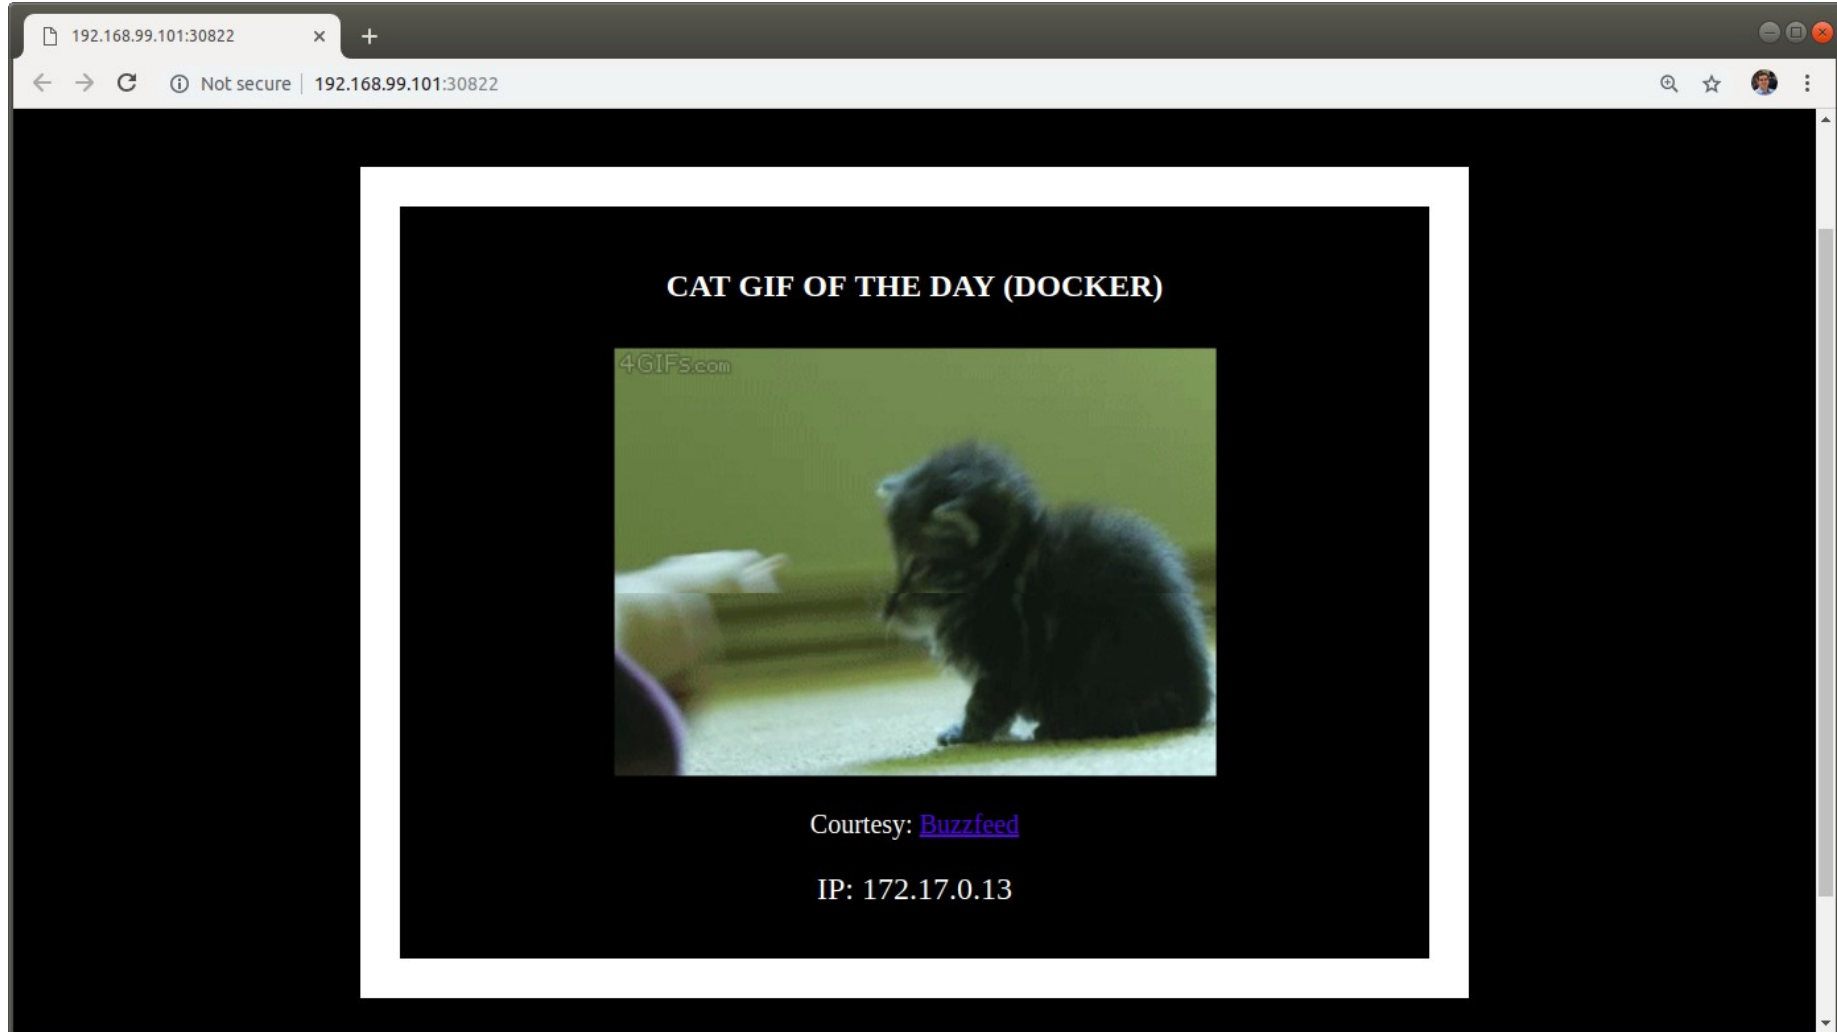 192.168.99.101:30822
Not secure
192.168.99.101:30822
CAT GIF OF THE DAY (DOCKER)
4GIFs.com
Courtesy: Buzzfeed
IP: 172.17.0.13